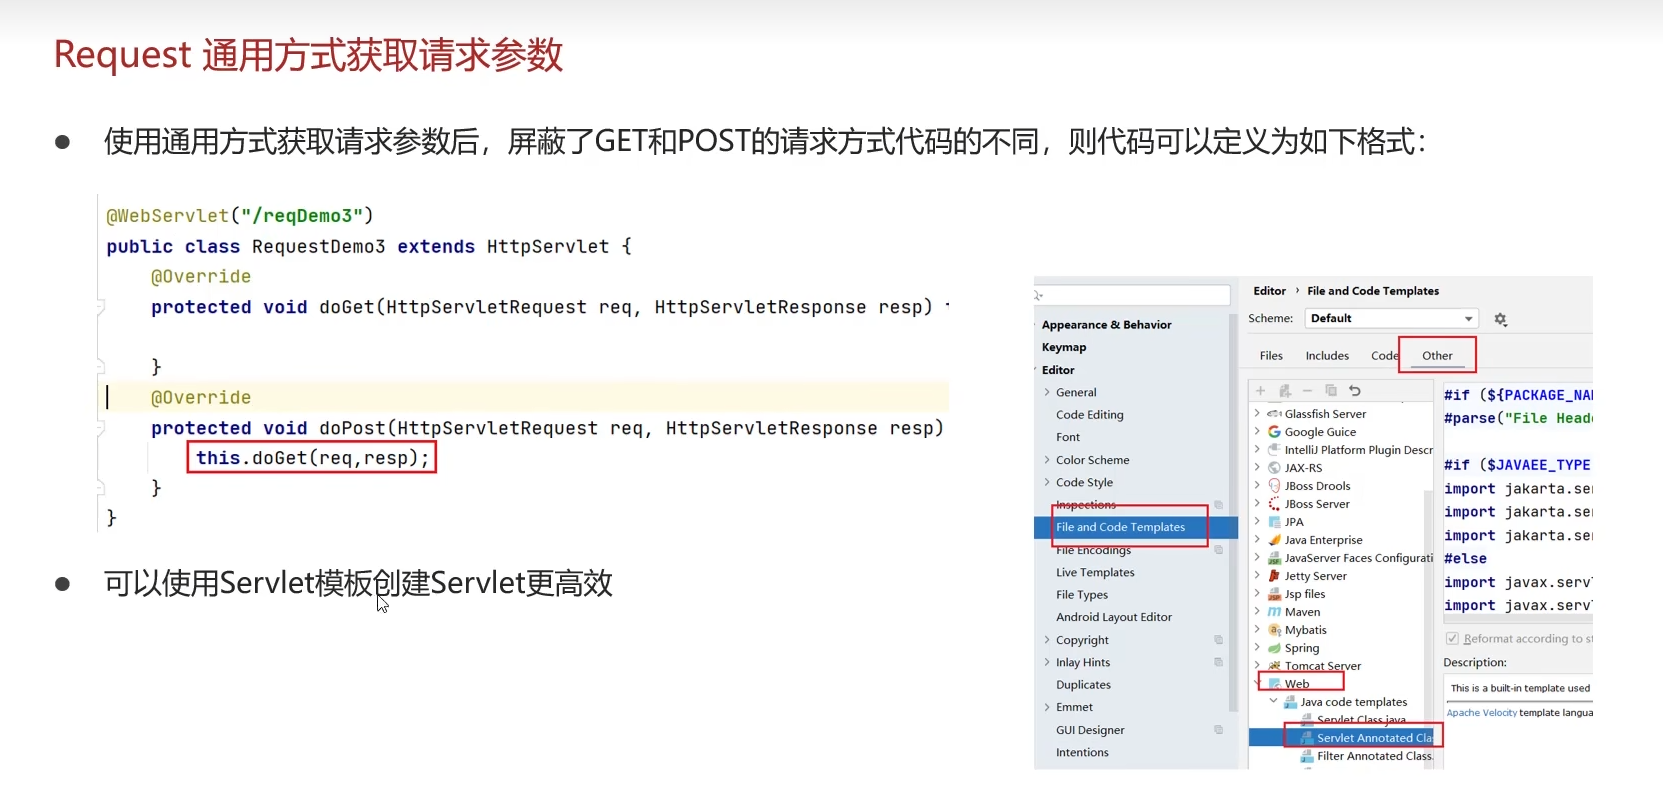 Request 通用方式获取请求参数
使用通用方式获取请求参数后，屏蔽了GET和POST的请求方式代码的不同，则代码可以定义为如下格式：
@WebServlet("/reqDemo3")
public class RequestDemo3 extends HttpServlet {
@Override
protected void doGet(HttpServletRequest req, HttpServletResponse resp)
}
@Override
protected void doPost(HttpServletRequest req, HttpServletResponse resp)
this.doGet(req,resp);
}
}
可以使用Servlet模板创建Servlet更高效
Appearance & Behavior
Keymap
Editor
General
Code Editing
Font
Color Scheme
Code Style
Inspections
File and Code Templates
File Encodings
Live Templates
File Types
Android Layout Editor
Copyright
Inlay Hints
Duplicates
Emmet
GUI Designer
Intentions
Editor › File and Code Templates
Scheme: Default
Files Includes Code Other
Glassfish Server
Google Guice
IntelliJ Platform Plugin Descr
JAX-RS
JBoss Drools
JBoss Server
JPA
Java Enterprise
JavaServer Faces Configurati
Jetty Server
Jsp files
Maven
Mybatis
Spring
Tomcat Server
Web
Java code templates
Servlet Class.java
Servlet Annotated Cla
Filter Annotated Class.
#if (${PACKAGE_NA
#parse("File Head
#if ($JAVAEE_TYPE
import jakarta.ser
import jakarta.ser
import jakarta.ser
#else
import javax.serv
import javax.serv
Reformat according to st
Description:
This is a built-in template used
Apache Velocity template langua